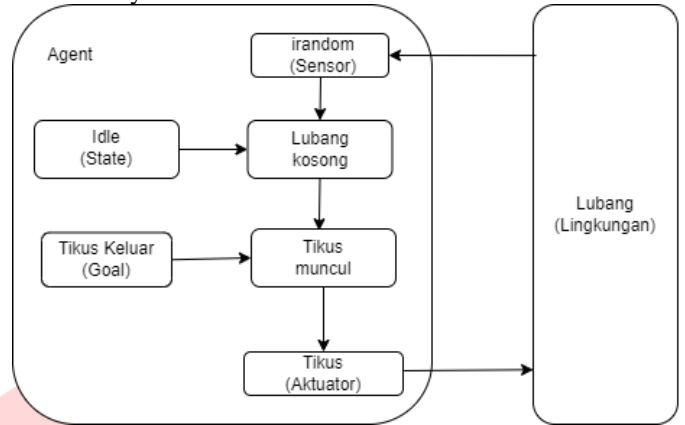 Agent
irandom
(Sensor)
Idle
(State)
Lubang
kosong
Tikus Keluar
(Goal)
Tikus
muncul
Tikus
(Aktuator)
Lubang
(Lingkungan)